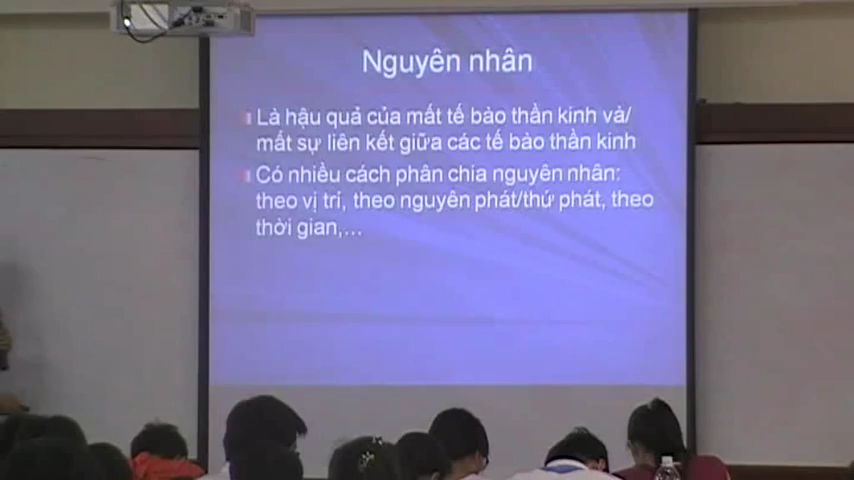 Nguyên nhân
Là hậu quả của mất tế bào thần kinh và/
mất sự liên kết giữa các tế bào thần kinh
Có nhiều cách phân chia nguyên nhân:
theo vị trí, theo nguyên phát/thứ phát, theo
thời gian,...